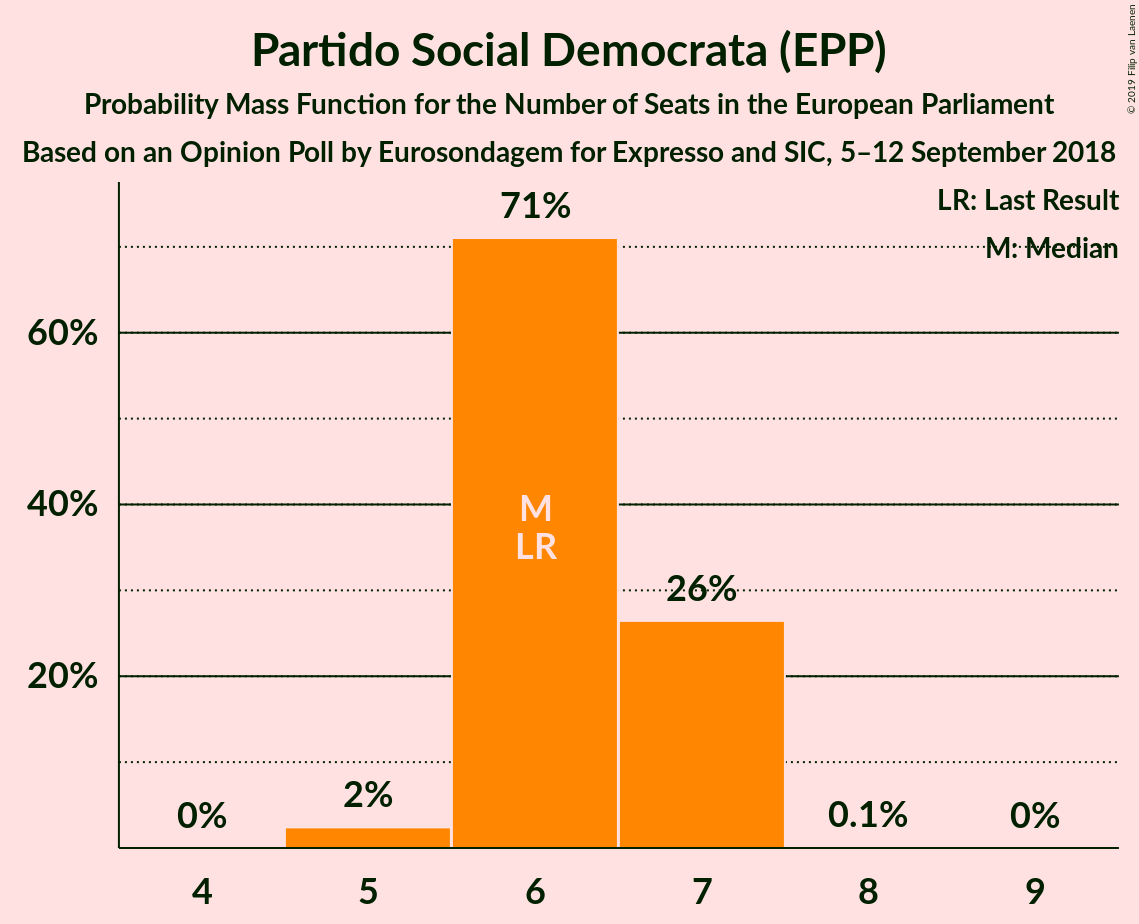 Partido Social Democrata (EPP)
Probability Mass Function for the Number of Seats in the European Parliament
Based on an Opinion Poll by Eurosondagem for Expresso and SIC, 5–12 September 2018
© 2019 Filip van Laenen
LR: Last Result
M: Median
71%
60%
40%
M
LR
26%
20%
2%
0%
0.1%
0%
4 5 6 7 8 9